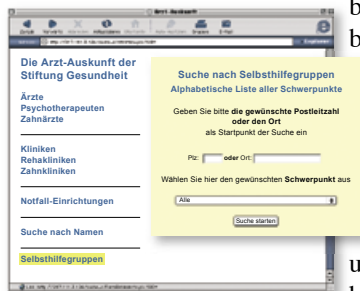 Arzt-Auskunft
Die Arzt-Auskunft der
Stiftung Gesundheit
Ärzte
Psychotherapeuten
Zahnärzte
Kliniken
Rehakliniken
Zahnkliniken
Notfall-Einrichtungen
Suche nach Namen
Selbsthilfegruppen
Suche nach Selbsthilfegruppen
Alphabetische Liste aller Schwerpunkte
Geben Sie bitte die gewünschte Postleitzahl
oder den Ort
als Startpunkt der Suche ein
Plz: oder Ort:
Wählen Sie hier den gewünschten Schwerpunkt aus
Alle
Suche starten
b
b
u